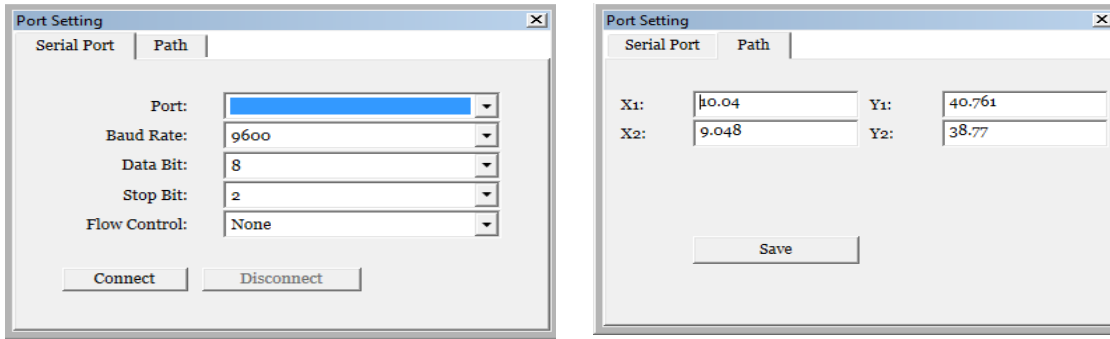 Port Setting
Serial Port Path
Port:
Baud Rate: 9600
Data Bit: 8
Stop Bit: 2
Flow Control: None
Connect Disconnect
Port Setting
Serial Port Path
X1: 10.04 Y1: 40.761
X2: 9.048 Y2: 38.77
Save